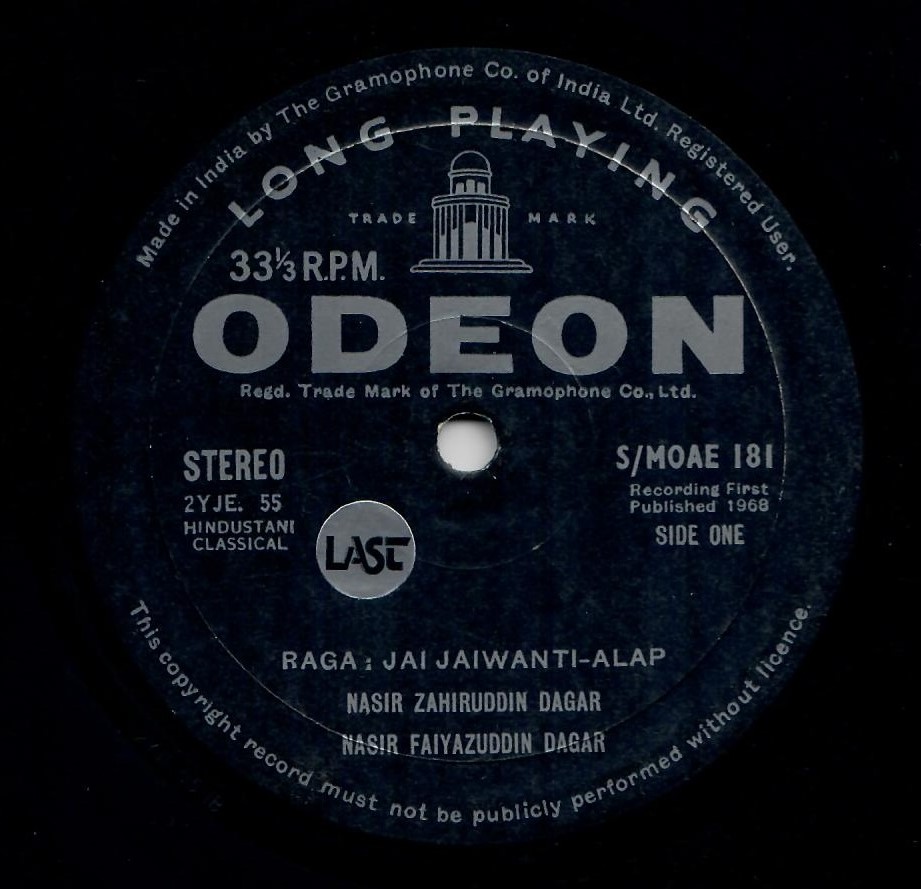 Made in India by The Gramophone Co. of India Ltd. Registered User.
LONG PLAYING
TRADE MARK
33⅓ R.P.M.
ODEON
Regd. Trade Mark of The Gramophone Co., Ltd.
STEREO
2YJE. 55
HINDUSTANI
CLASSICAL
S/MOAE 181
Recording First
Published 1968
SIDE ONE
LAST
RAGA : JAI JAIWANTI-ALAP
NASIR ZAHIRUDDIN DAGAR
NASIR FAIYAZUDDIN DAGAR
This copyright record must not be publicly performed without licence.